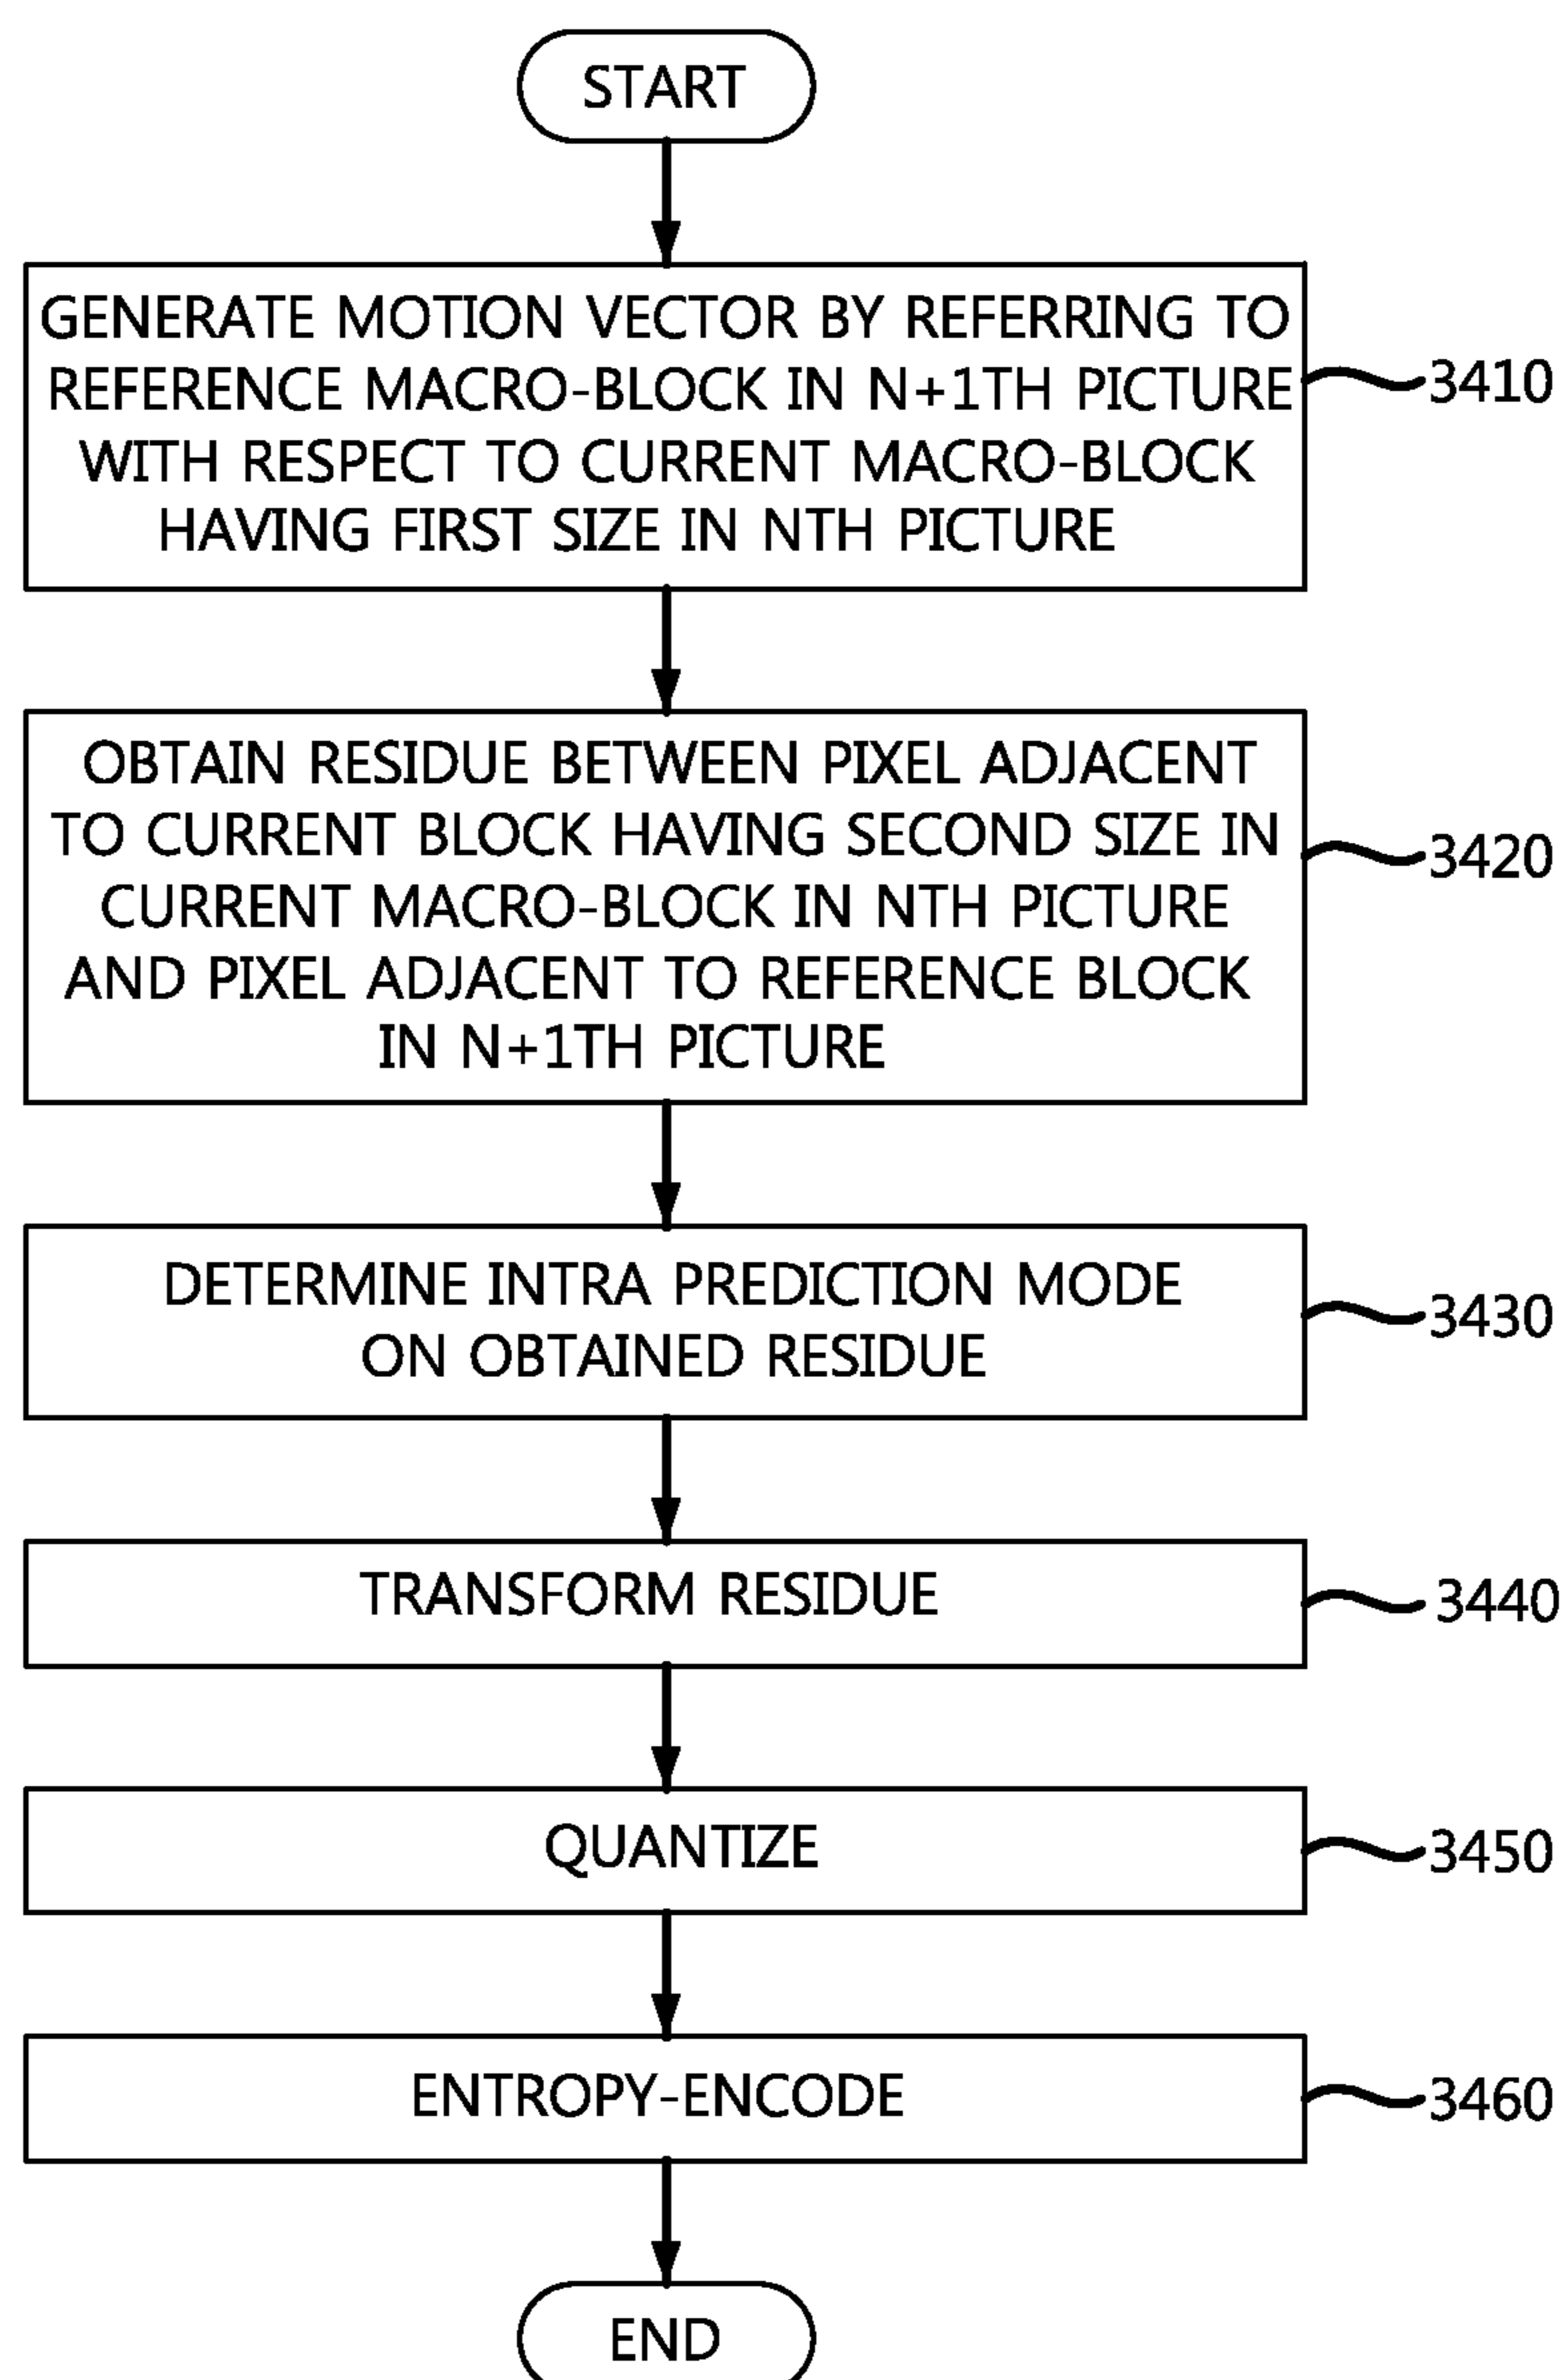 START
GENERATE MOTION VECTOR BY REFERRING TO
REFERENCE MACRO-BLOCK IN N+1TH PICTURE
WITH RESPECT TO CURRENT MACRO-BLOCK
HAVING FIRST SIZE IN NTH PICTURE
3410
OBTAIN RESIDUE BETWEEN PIXEL ADJACENT
TO CURRENT BLOCK HAVING SECOND SIZE IN
CURRENT MACRO-BLOCK IN NTH PICTURE
AND PIXEL ADJACENT TO REFERENCE BLOCK
IN N+1TH PICTURE
3420
DETERMINE INTRA PREDICTION MODE
ON OBTAINED RESIDUE
3430
TRANSFORM RESIDUE
3440
QUANTIZE
3450
ENTROPY-ENCODE
3460
END